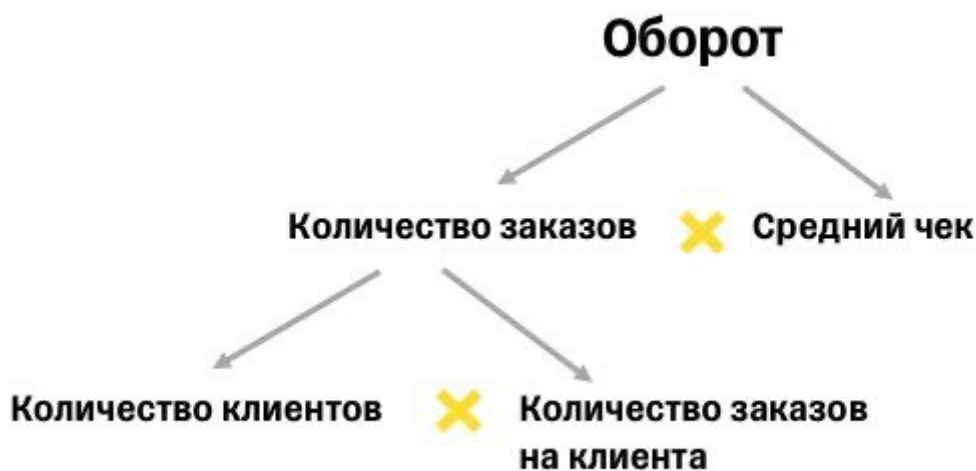 Оборот
Количество заказов
Средний чек
Количество клиентов
Количество заказов
на клиента